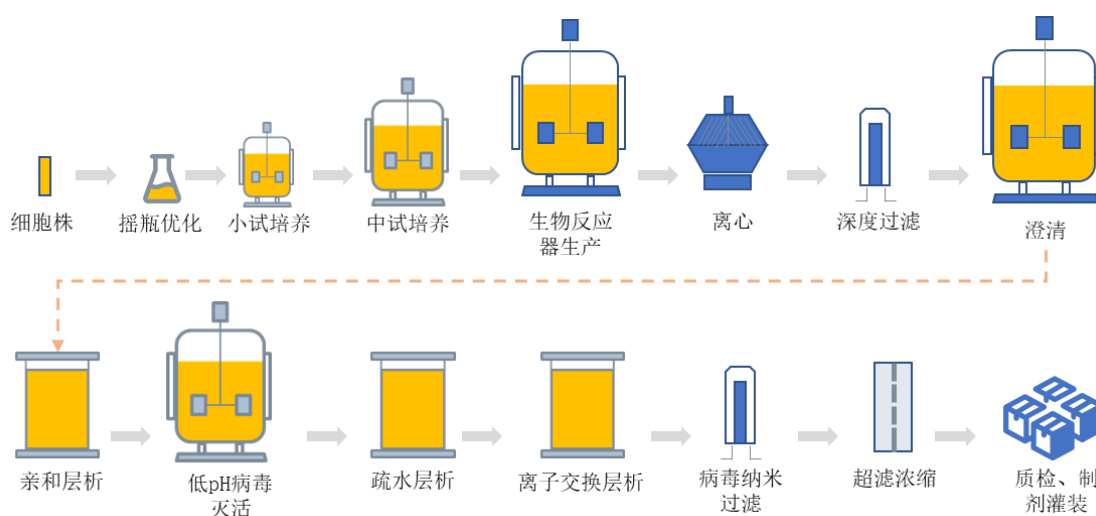 细胞株
摇瓶优化
小试培养
中试培养
生物反应
器生产
离心
深度过滤
澄清
亲和层析
低pH病毒
灭活
疏水层析
离子交换层析
病毒纳米
过滤
超滤浓缩
质检、制
剂灌装